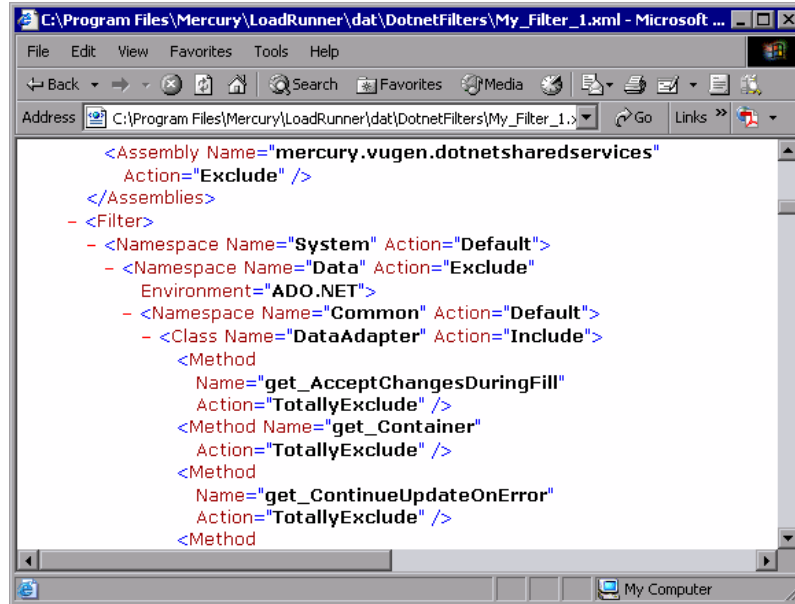 C:\Program Files\Mercury\LoadRunner\dat\DotnetFilters\My_Filter_1.xml - Microsoft ...
File Edit View Favorites Tools Help
Back Search Favorites Media
Address C:\Program Files\Mercury\LoadRunner\dat\DotnetFilters\My_Filter_1.x Go Links »
<Assembly Name="mercury.vugen.dotnetsharedservices"
Action="Exclude" />
</Assemblies>
- <Filter>
- <Namespace Name="System" Action="Default">
- <Namespace Name="Data" Action="Exclude"
Environment="ADO.NET">
- <Namespace Name="Common" Action="Default">
- <Class Name="DataAdapter" Action="Include">
<Method
Name="get_AcceptChangesDuringFill"
Action="TotallyExclude" />
<Method Name="get_Container"
Action="TotallyExclude" />
<Method
Name="get_ContinueUpdateOnError"
Action="TotallyExclude" />
<Method
My Computer